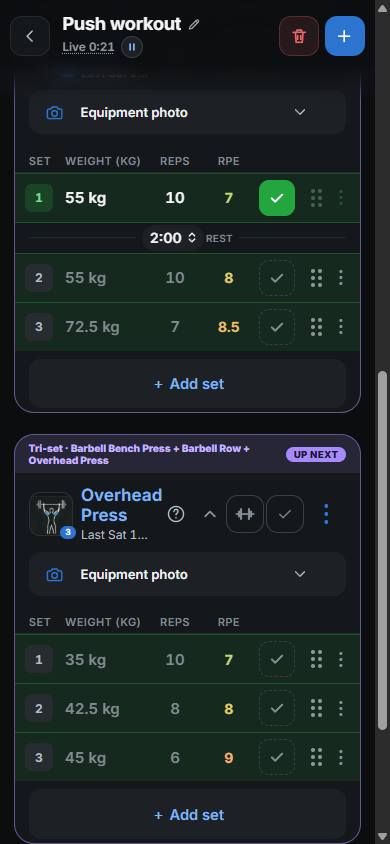 Push workout
Live 0:21
Last Sat 1...
Equipment photo
SET WEIGHT (KG) REPS RPE
1 55 kg 10 7
2:00 REST
2 55 kg 10 8
3 72.5 kg 7 8.5
+ Add set
Tri-set · Barbell Bench Press + Barbell Row +
Overhead Press
UP NEXT
Overhead
Press
3
Last Sat 1...
Equipment photo
SET WEIGHT (KG) REPS RPE
1 35 kg 10 7
2 42.5 kg 8 8
3 45 kg 6 9
+ Add set